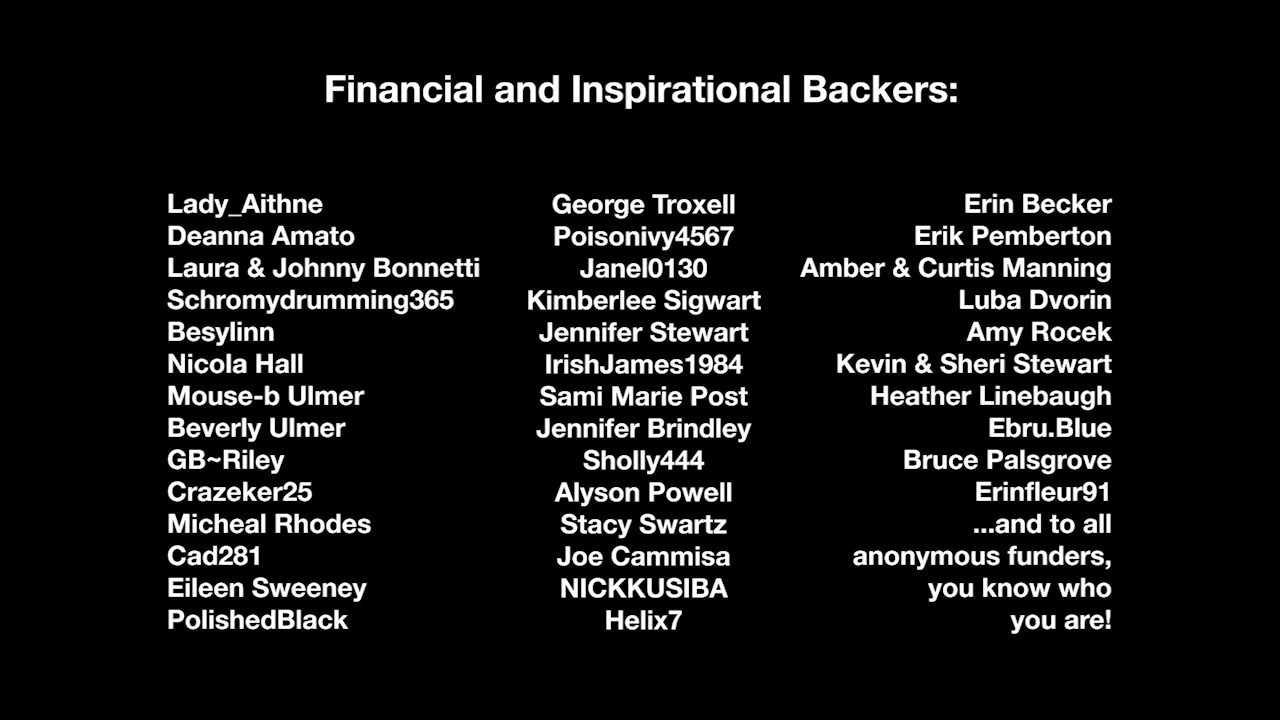 Financial and Inspirational Backers:
Lady_Aithne
Deanna Amato
Laura & Johnny Bonnetti
Schromydrumming365
Besylinn
Nicola Hall
Mouse-b Ulmer
Beverly Ulmer
GB~Riley
Crazeker25
Micheal Rhodes
Cad281
Eileen Sweeney
PolishedBlack
George Troxell
Poisonivy4567
Janel0130
Kimberlee Sigwart
Jennifer Stewart
IrishJames1984
Sami Marie Post
Jennifer Brindley
Sholly444
Alyson Powell
Stacy Swartz
Joe Cammisa
NICKKUSIBA
Helix7
Erin Becker
Erik Pemberton
Amber & Curtis Manning
Luba Dvorin
Amy Rocek
Kevin & Sheri Stewart
Heather Linebaugh
Ebru.Blue
Bruce Palsgrove
Erinfleur91
...and to all
anonymous funders,
you know who
you are!